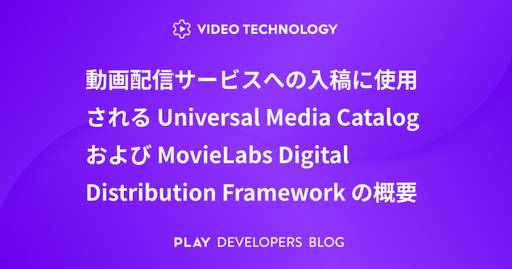 VIDEO TECHNOLOGY
動画配信サービスへの入稿に使用
される Universal Media Catalog
および MovieLabs Digital
Distribution Framework の概要
PLAY DEVELOPERS BLOG